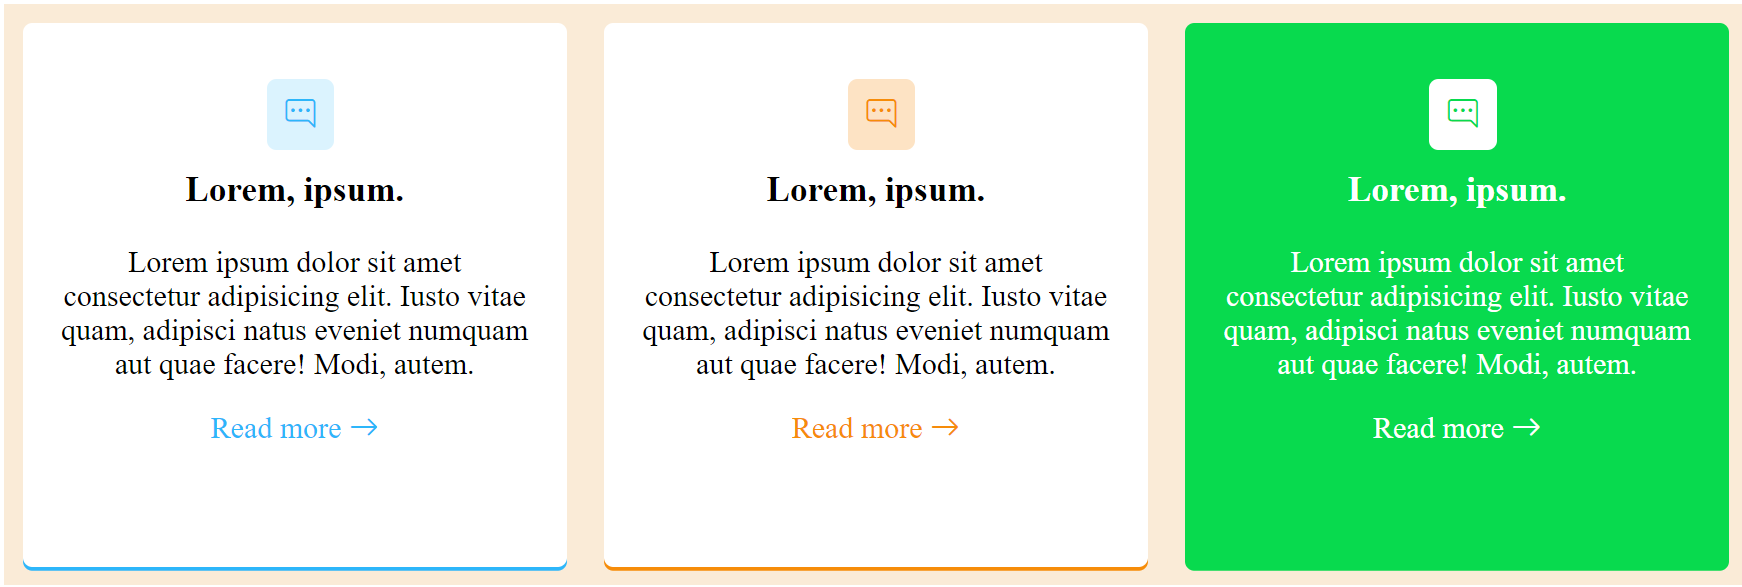 Lorem, ipsum.
Lorem ipsum dolor sit amet
consectetur adipisicing elit. Iusto vitae
quam, adipisci natus eveniet numquam
aut quae facere! Modi, autem.
Read more →
Lorem, ipsum.
Lorem ipsum dolor sit amet
consectetur adipisicing elit. Iusto vitae
quam, adipisci natus eveniet numquam
aut quae facere! Modi, autem.
Read more →
Lorem, ipsum.
Lorem ipsum dolor sit amet
consectetur adipisicing elit. Iusto vitae
quam, adipisci natus eveniet numquam
aut quae facere! Modi, autem.
Read more →